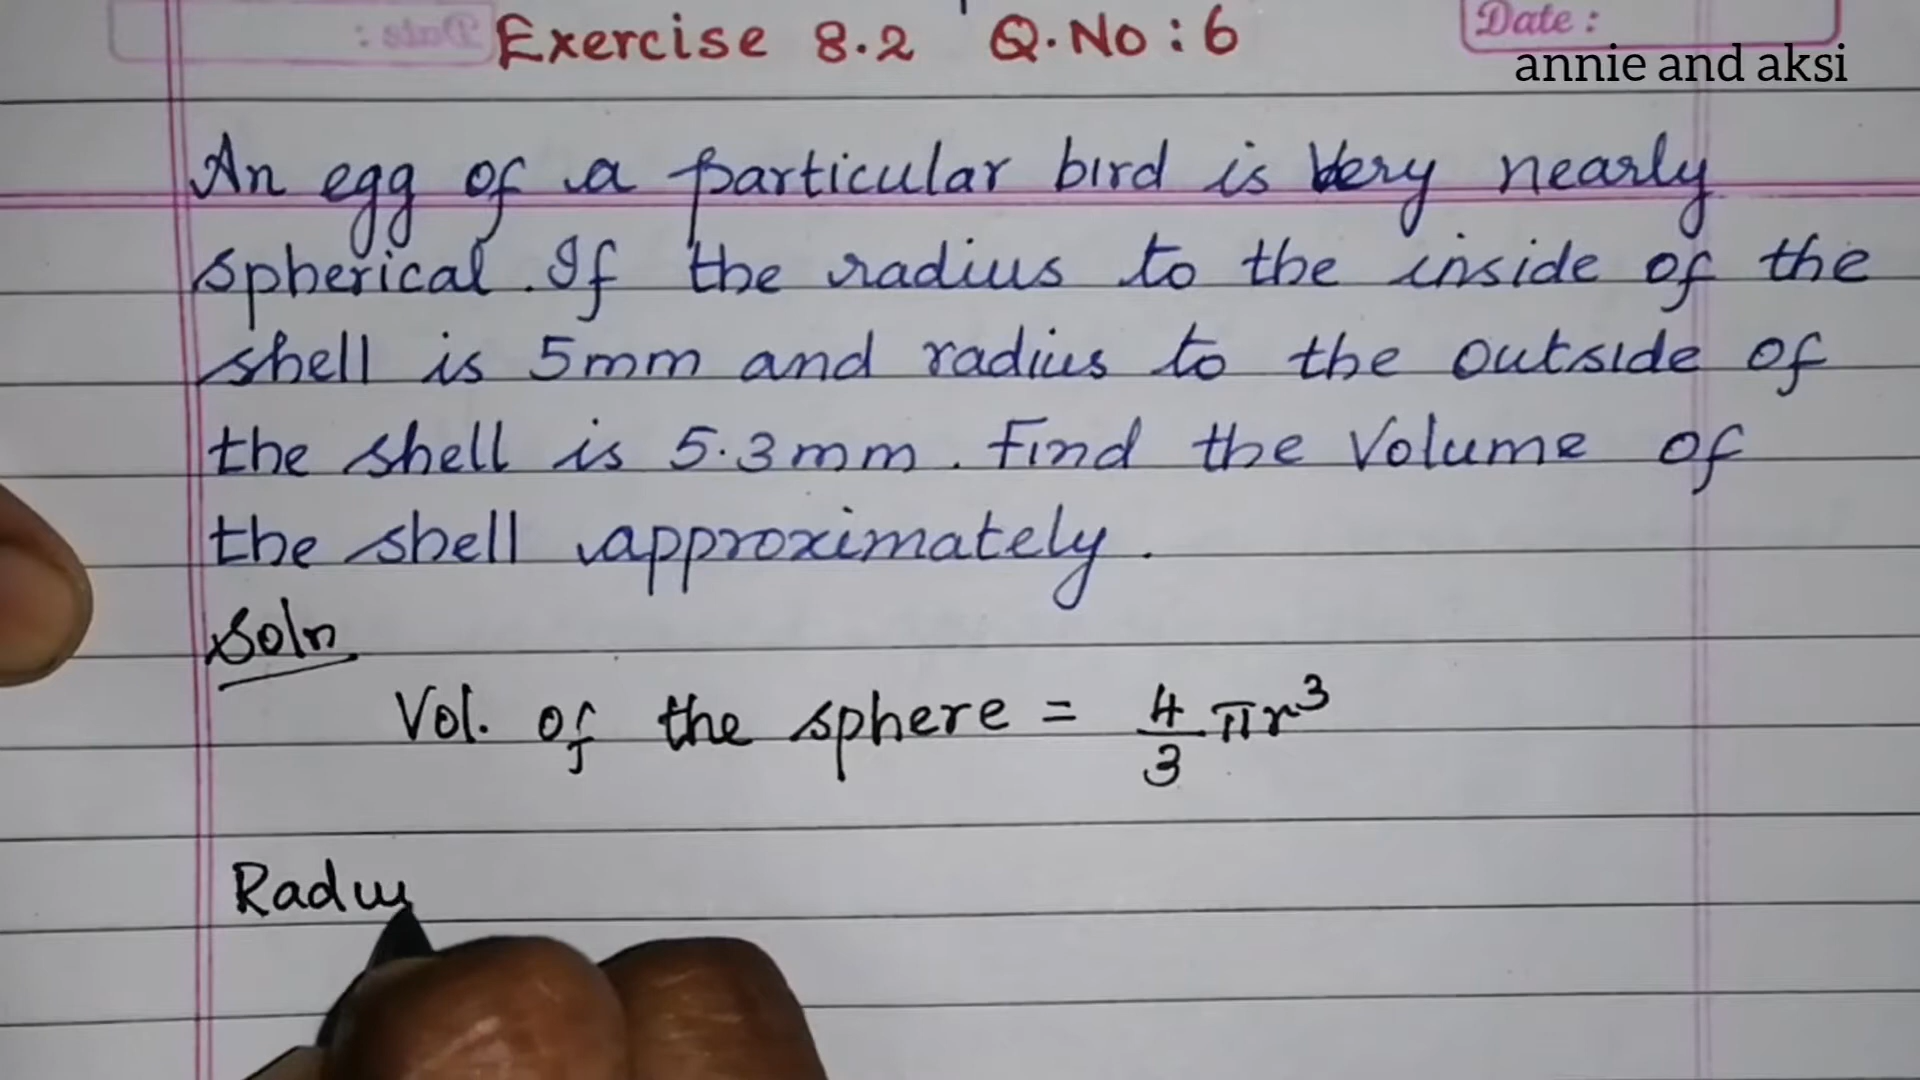 Exercise 8.2 Q.No:6
Date:
annie and aksi
An egg of a particular bird is very nearly
spherical. If the radius to the inside of the
shell is 5mm and radius to the outside of
the shell is 5.3mm. Find the Volume of
the shell approximately.
Soln
Vol. of the sphere = 4/3 πr³
Radius